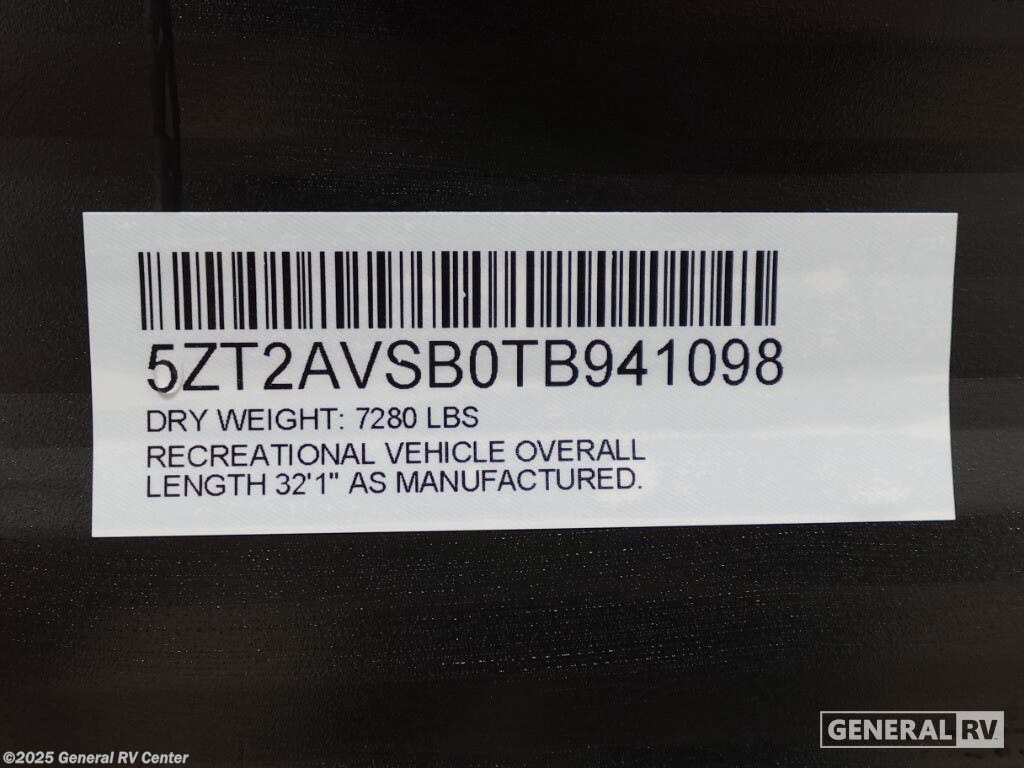 5ZT2AVSB0TB941098
DRY WEIGHT: 7280 LBS
RECREATIONAL VEHICLE OVERALL
LENGTH 32'1" AS MANUFACTURED.
GENERAL RV
©2025 General RV Center